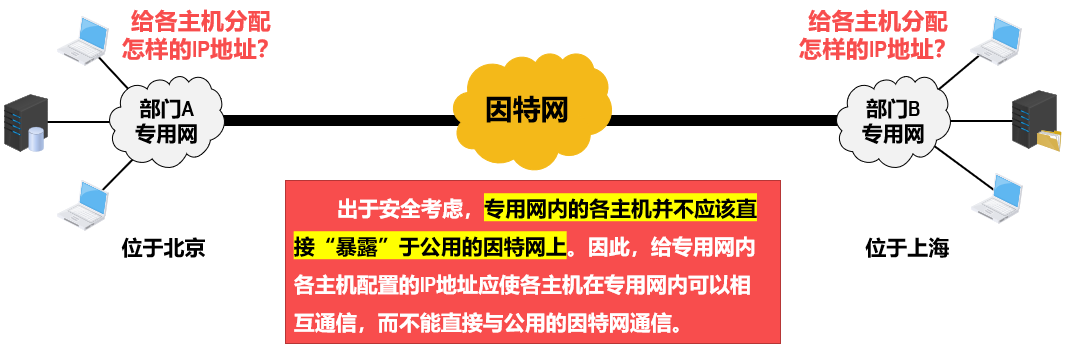 给各主机分配
怎样的IP地址？
给各主机分配
怎样的IP地址？
部门A
专用网
因特网
部门B
专用网
位于北京
位于上海
出于安全考虑，专用网内的各主机并不应该直
接“暴露”于公用的因特网上。因此，给专用网内
各主机配置的IP地址应使各主机在专用网内可以相
互通信，而不能直接与公用的因特网通信。